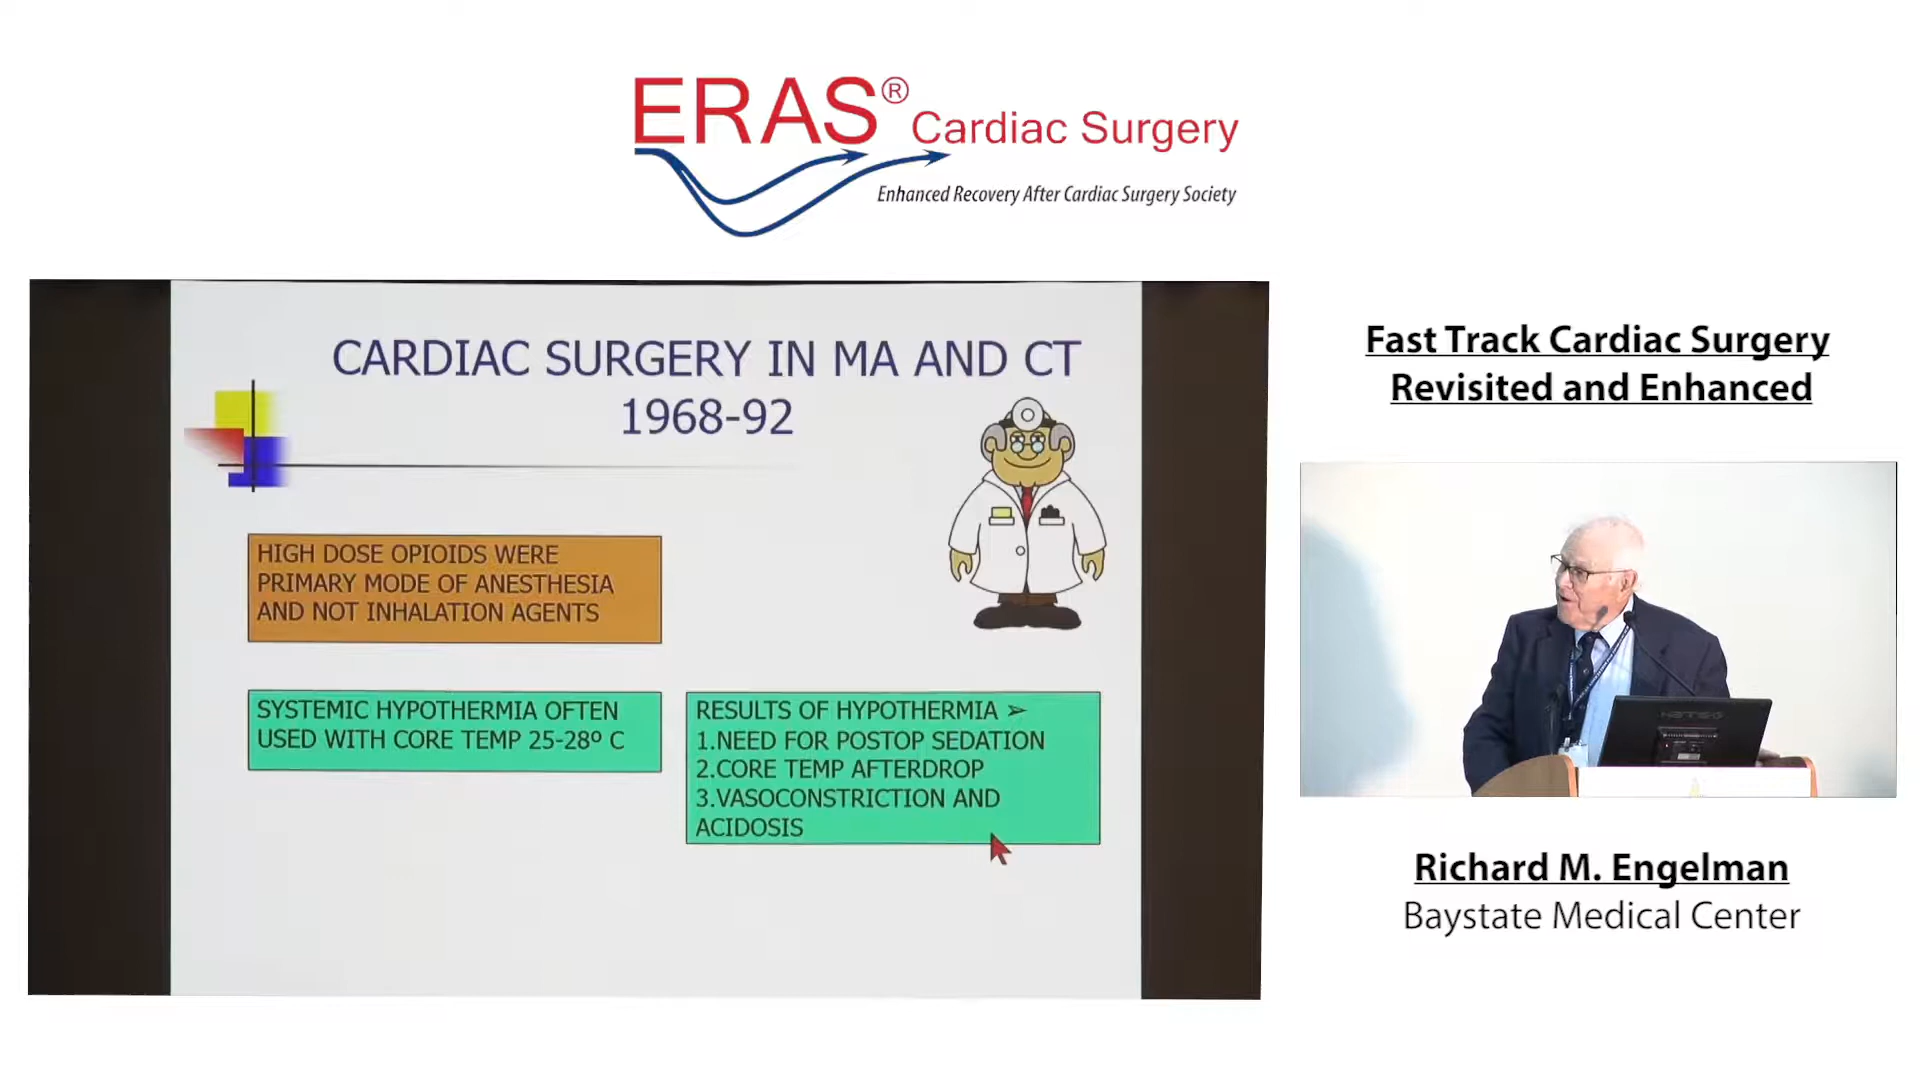 ERAS® Cardiac Surgery
Enhanced Recovery After Cardiac Surgery Society
CARDIAC SURGERY IN MA AND CT
1968-92
HIGH DOSE OPIOIDS WERE
PRIMARY MODE OF ANESTHESIA
AND NOT INHALATION AGENTS
SYSTEMIC HYPOTHERMIA OFTEN
USED WITH CORE TEMP 25-28º C
RESULTS OF HYPOTHERMIA ➢
1.NEED FOR POSTOP SEDATION
2.CORE TEMP AFTERDROP
3.VASOCONSTRICTION AND
ACIDOSIS
Fast Track Cardiac Surgery
Revisited and Enhanced
Richard M. Engelman
Baystate Medical Center